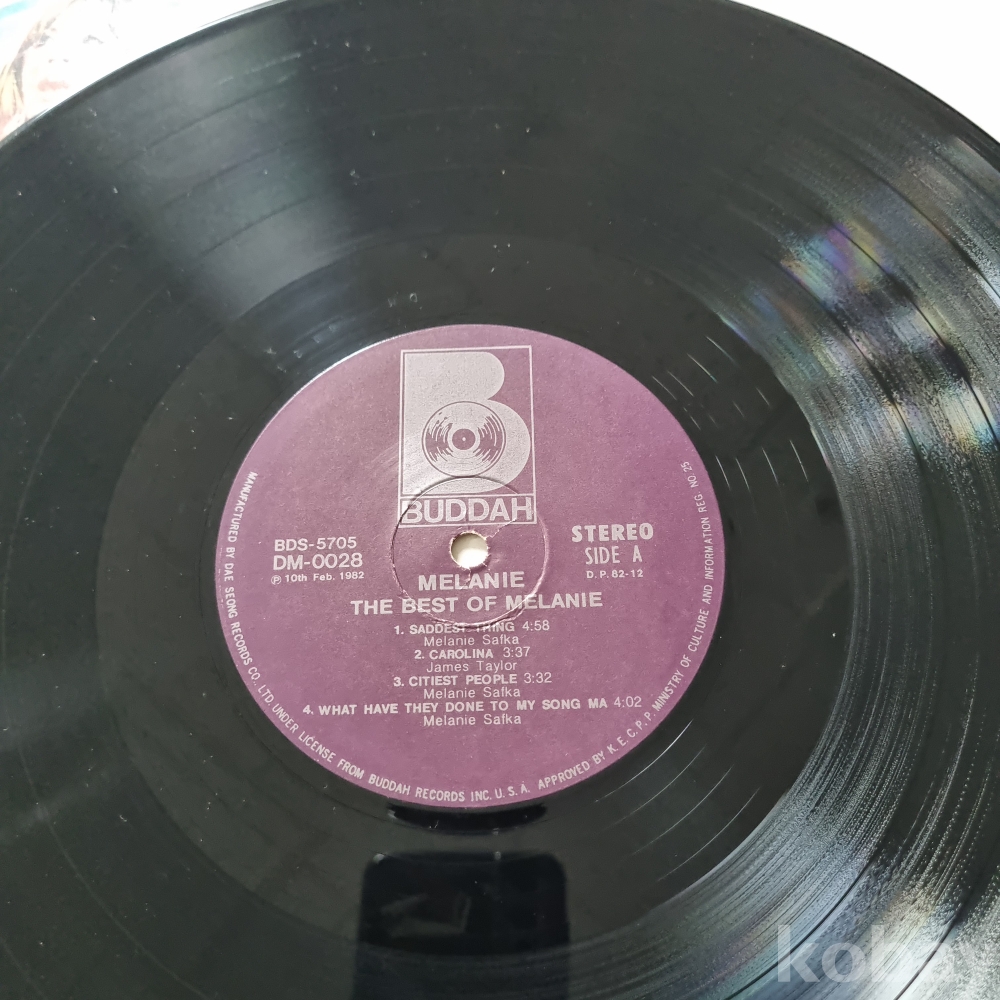 BUDDAH
BDS-5705
DM-0028
℗ 10th Feb. 1982
STEREO
SIDE A
D.P. 82-12
MELANIE
THE BEST OF MELANIE
1. SADDEST THING 4:58
Melanie Safka
2. CAROLINA 3:37
James Taylor
3. CITIEST PEOPLE 3:32
Melanie Safka
4. WHAT HAVE THEY DONE TO MY SONG MA 4:02
Melanie Safka
MANUFACTURED BY DAE SEONG RECORDS CO., LTD. UNDER LICENSE FROM BUDDAH RECORDS INC. U.S.A. APPROVED BY K.E.C.P.P. MINISTRY OF CULTURE AND INFORMATION REG. NO. 25
kobay